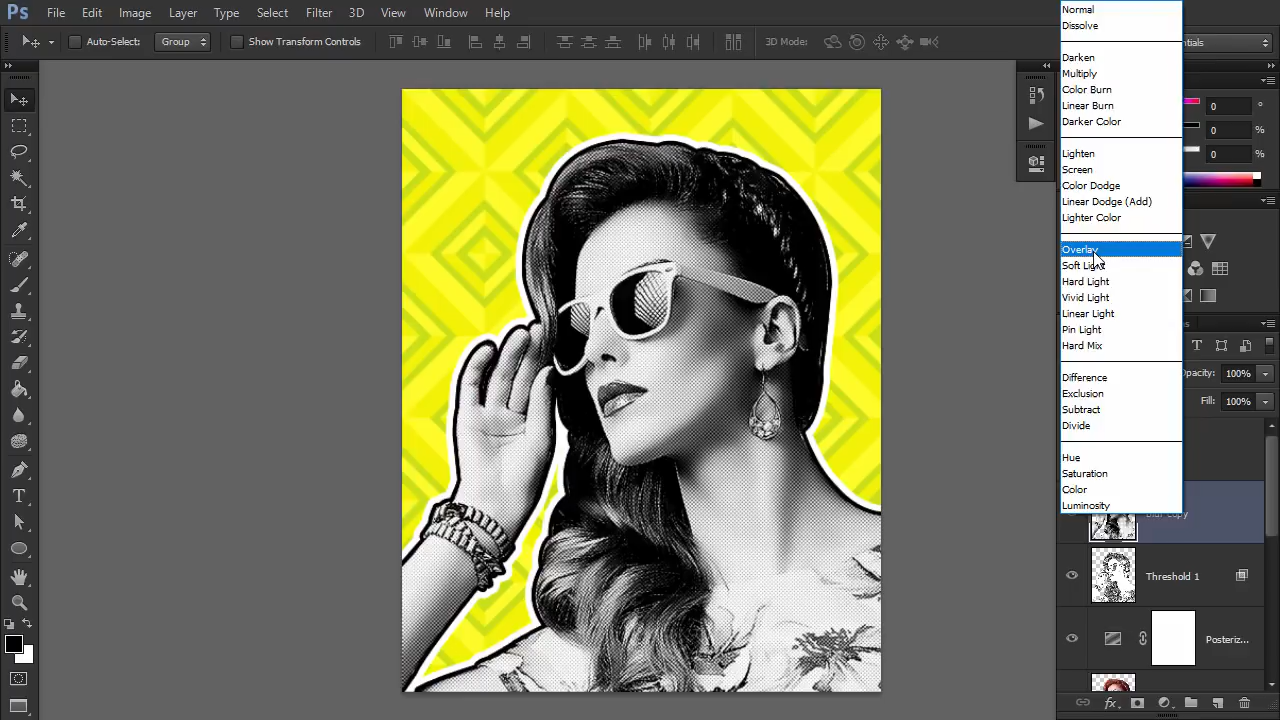 Ps File Edit Image Layer Type Select Filter 3D View Window Help
Auto-Select: Group Show Transform 3D Mode:
Normal
Dissolve
Darken
Multiply
Color Burn
Linear Burn
Darker Color
Lighten
Screen
Color Dodge
Linear Dodge (Add)
Lighter Color
Overlay
Soft Light
Hard Light
Vivid Light
Linear Light
Pin Light
Hard Mix
Difference
Exclusion
Subtract
Divide
Hue
Saturation
Color
Luminosity
0 °
0 %
0 %
Opacity: 100%
Fill: 100%
Threshold 1
Posteriz...
fx